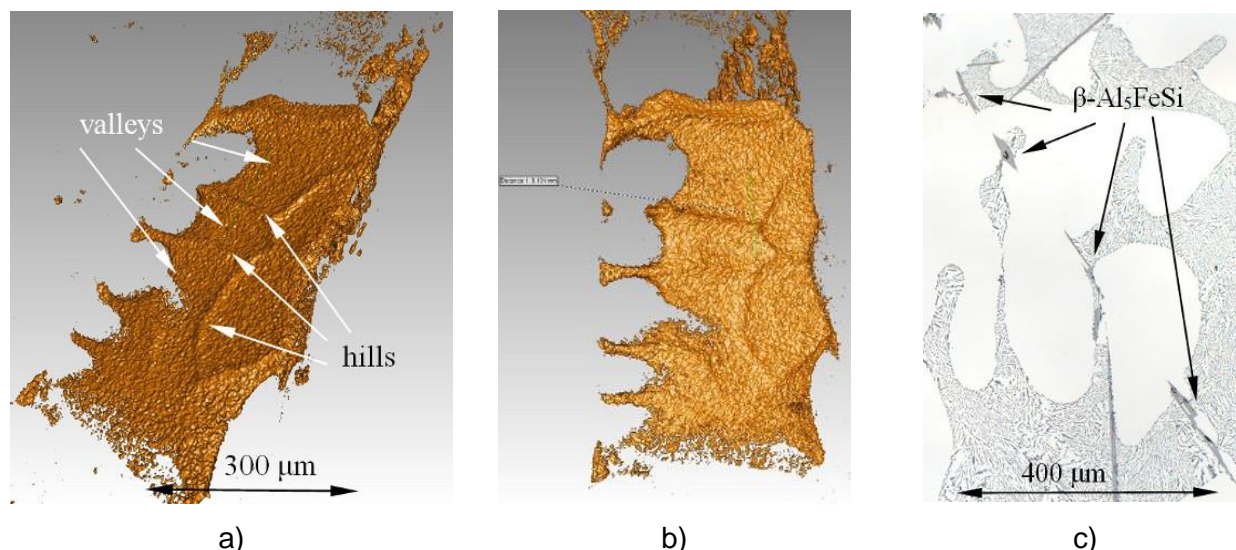 valleys
hills
300 μm
β-Al₅FeSi
400 μm
a)
b)
c)